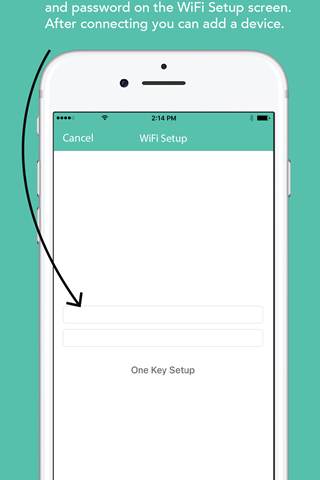 and password on the WiFi Setup screen.
After connecting you can add a device.
2:14 PM
Cancel WiFi Setup
One Key Setup